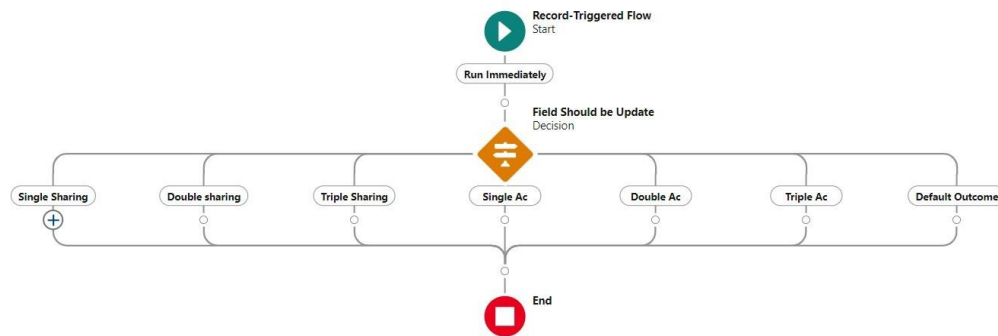 Record-Triggered Flow
Start
Run Immediately
Field Should be Update
Decision
Single Sharing
Double sharing
Triple Sharing
Single Ac
Double Ac
Triple Ac
Default Outcome
End